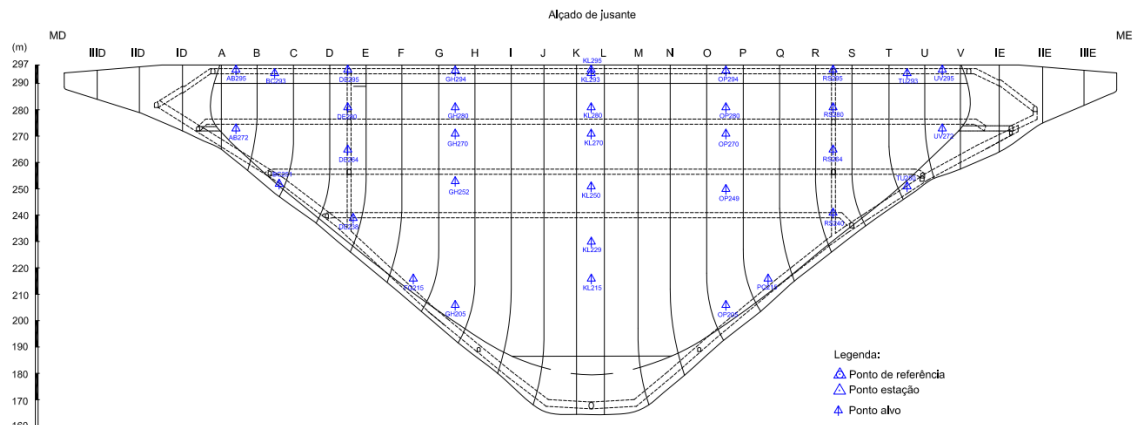 Alçado de jusante
MD
ME
IIID IID ID A B C D E F G H I J K L M N O P Q R S T U V IE IIE IIIE
(m)
297
290
280
270
260
250
240
230
220
210
200
190
180
170
160
KL295
AB295 BC293 DE295 GH294 KL293 OP294 RS295 TU293 UV295
DE280 GH280 KL280 OP280 RS280
AB272 GH270 KL270 OP270 UV272
DE264 RS264
GH252 KL250 OP249
DE238 RS240
KL229
KL215
GH205 OP205
Legenda:
Ponto de referência
Ponto estação
Ponto alvo